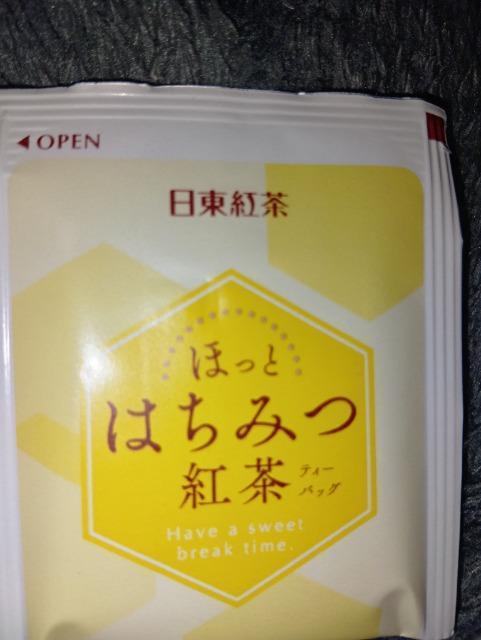 ◀OPEN
日東紅茶
ほっと
はちみつ
紅茶 ティー
バッグ
Have a sweet
break time.